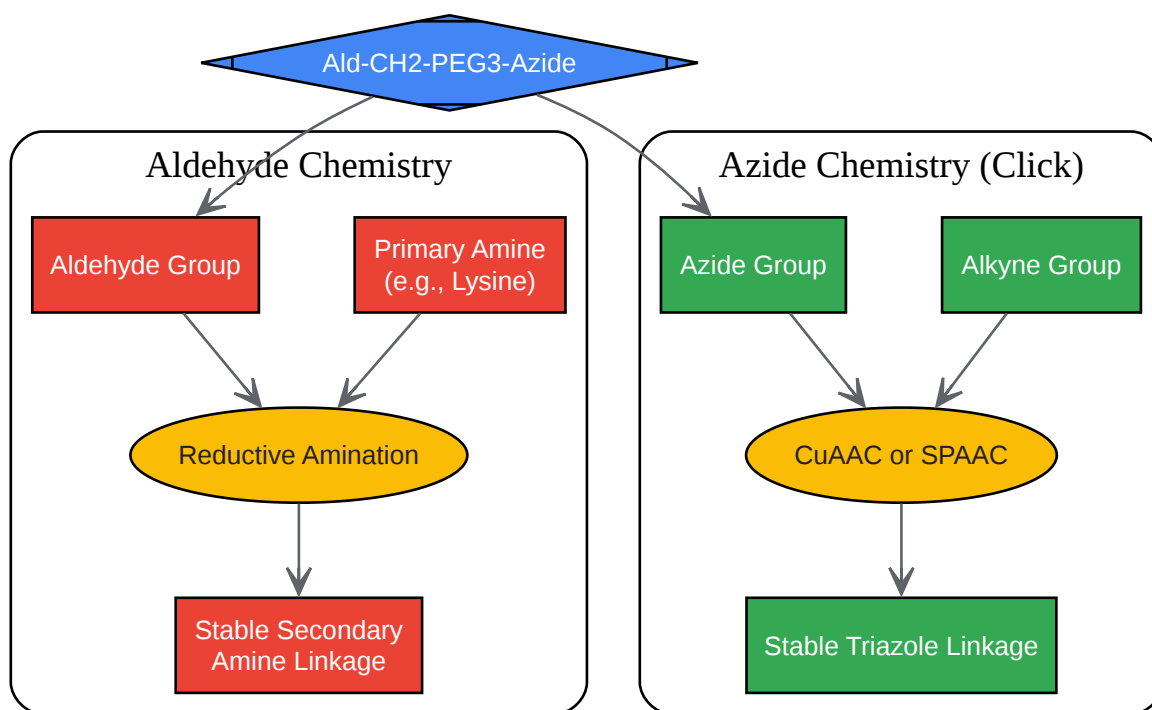 Ald-CH2-PEG3-Azide
Aldehyde Chemistry
Azide Chemistry (Click)
Aldehyde Group
Primary Amine
(e.g., Lysine)
Azide Group
Alkyne Group
Reductive Amination
CuAAC or SPAAC
Stable Secondary
Amine Linkage
Stable Triazole Linkage